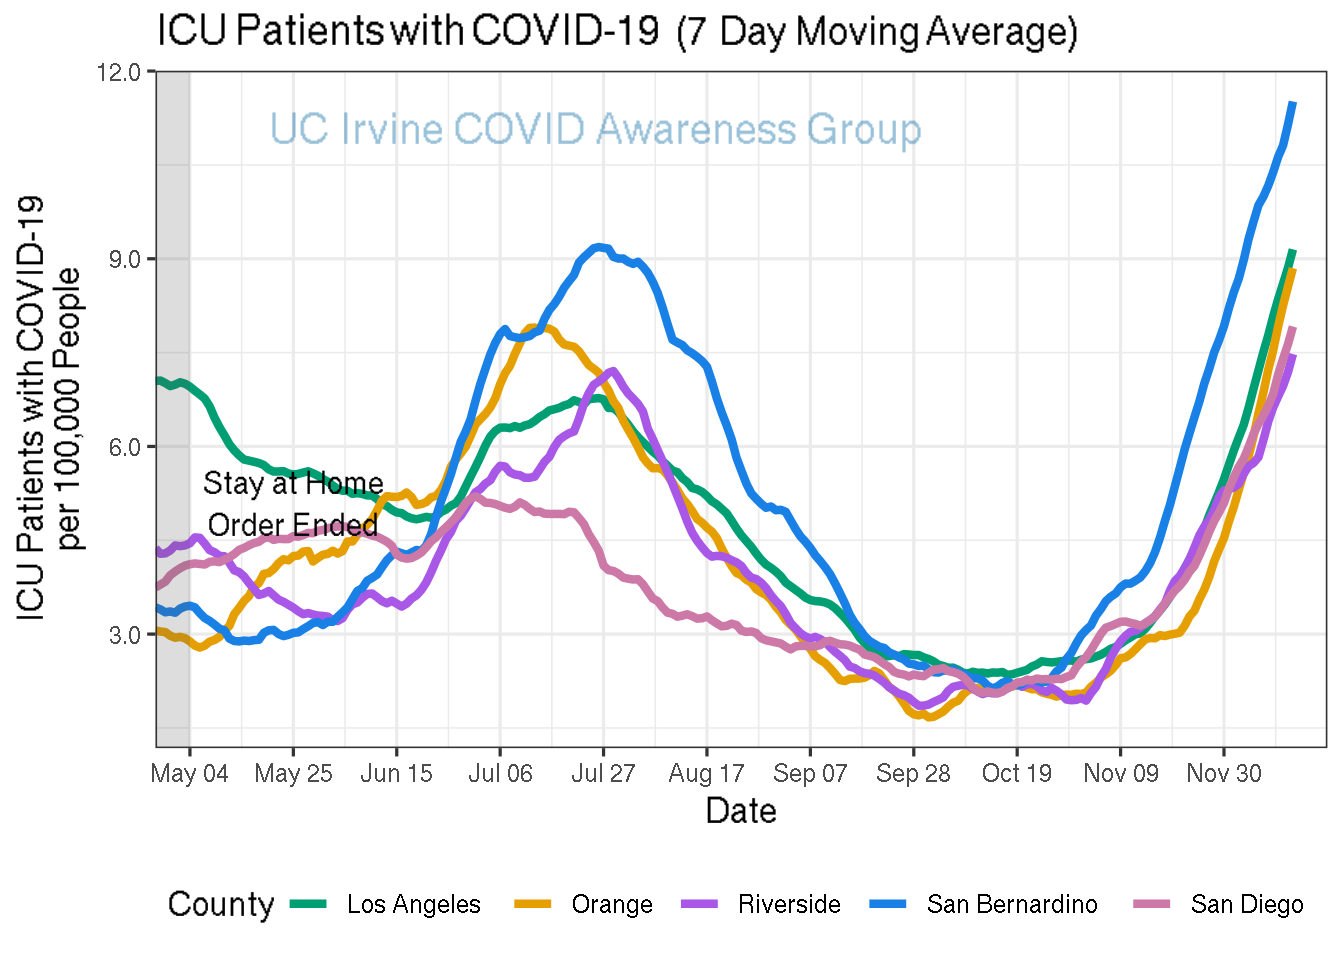 ICU Patients with COVID-19 (7 Day Moving Average)
12.0
9.0
6.0
3.0
ICU Patients with COVID-19
per 100,000 People
UC Irvine COVID Awareness Group
Stay at Home
Order Ended
May 04 May 25 Jun 15 Jul 06 Jul 27 Aug 17 Sep 07 Sep 28 Oct 19 Nov 09 Nov 30
Date
County Los Angeles Orange Riverside San Bernardino San Diego